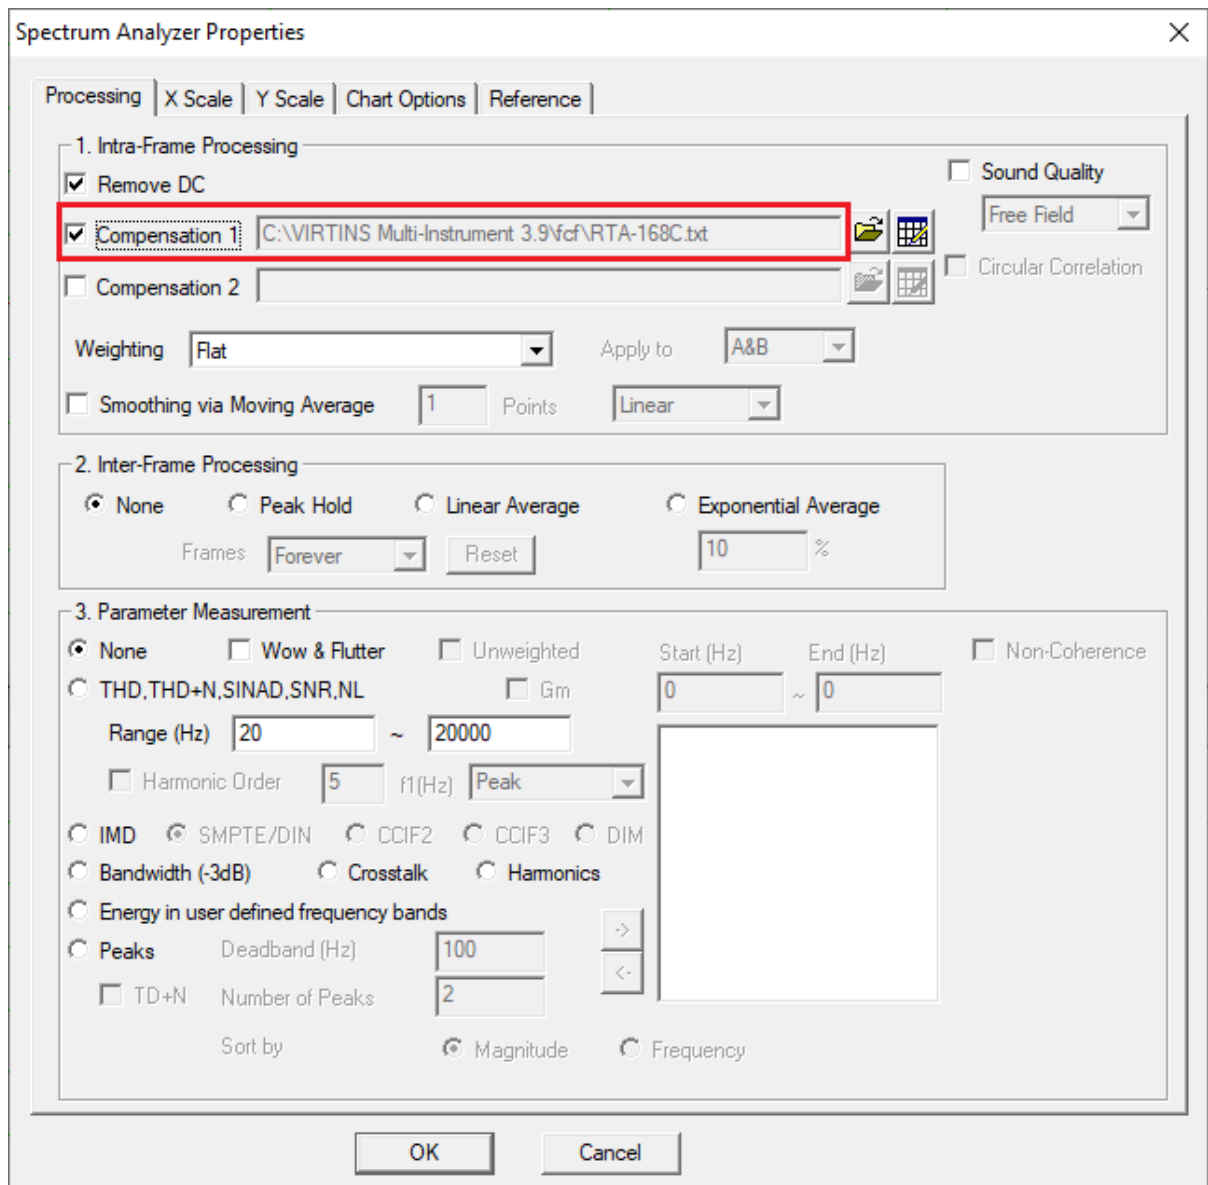 Spectrum Analyzer Properties
Processing X Scale Y Scale Chart Options Reference
1. Intra-Frame Processing
Remove DC Sound Quality
Free Field
Compensation 1 C:\VIRTINS Multi-Instrument 3.9\fcf\RTA-168C.txt
Circular Correlation
Compensation 2
Weighting Flat Apply to A&B
Smoothing via Moving Average 1 Points Linear
2. Inter-Frame Processing
None Peak Hold Linear Average Exponential Average
Frames Forever Reset 10 %
3. Parameter Measurement
None Wow & Flutter Unweighted Start (Hz) End (Hz) Non-Coherence
THD,THD+N,SINAD,SNR,NL Gm 0 ~ 0
Range (Hz) 20 ~ 20000
Harmonic Order 5 f1(Hz) Peak
IMD SMPTE/DIN CCIF2 CCIF3 DIM
Bandwidth (-3dB) Crosstalk Harmonics
Energy in user defined frequency bands
->
Peaks Deadband (Hz) 100
<-
TD+N Number of Peaks 2
Sort by Magnitude Frequency
OK Cancel